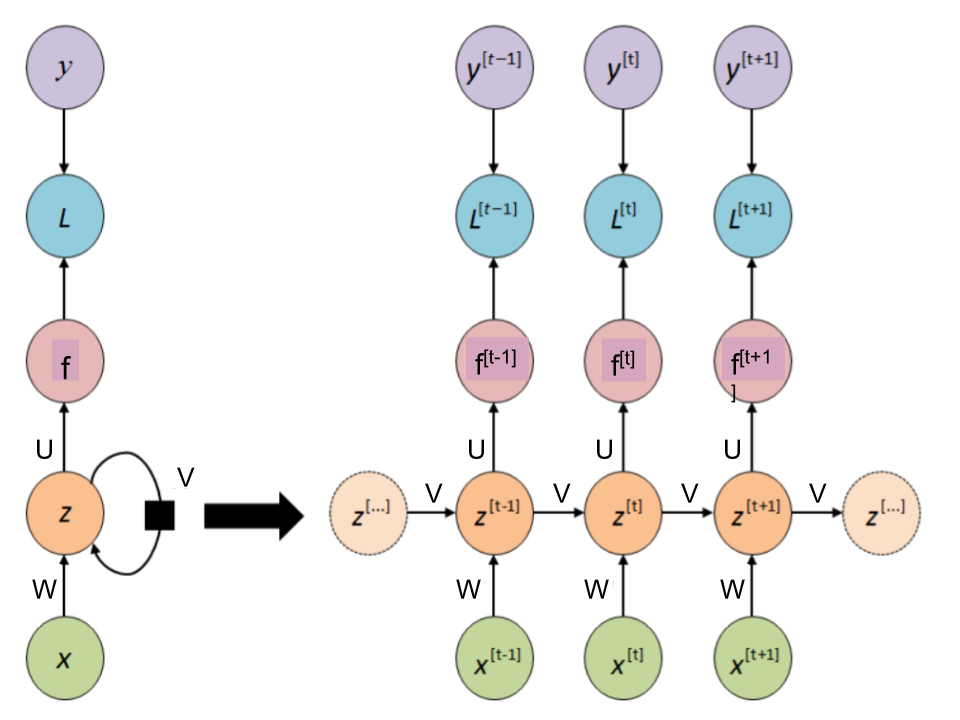 y
y[t−1]
y[t]
y[t+1]
L
L[t−1]
L[t]
L[t+1]
f
f[t-1]
f[t]
f[t+1
]
U
U
U
U
V
V
V
V
V
z
z[...]
z[t-1]
z[t]
z[t+1]
z[...]
W
W
W
W
x
x[t-1]
x[t]
x[t+1]